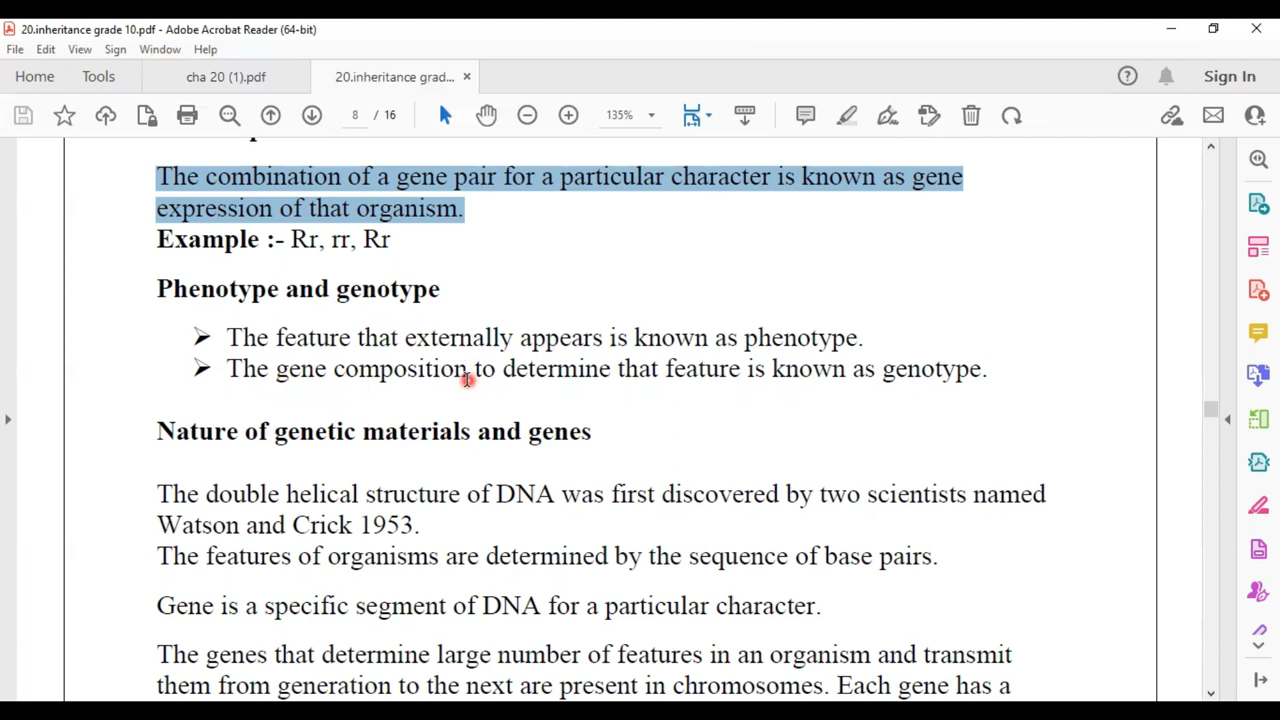 20.inheritance grade 10.pdf - Adobe Acrobat Reader (64-bit)
File Edit View Sign Window Help
Home Tools cha 20 (1).pdf 20.inheritance grad... × Sign In
8 / 16 135%
The combination of a gene pair for a particular character is known as gene
expression of that organism.
Example :- Rr, rr, Rr
Phenotype and genotype
➢ The feature that externally appears is known as phenotype.
➢ The gene composition to determine that feature is known as genotype.
Nature of genetic materials and genes
The double helical structure of DNA was first discovered by two scientists named
Watson and Crick 1953.
The features of organisms are determined by the sequence of base pairs.
Gene is a specific segment of DNA for a particular character.
The genes that determine large number of features in an organism and transmit
them from generation to the next are present in chromosomes. Each gene has a